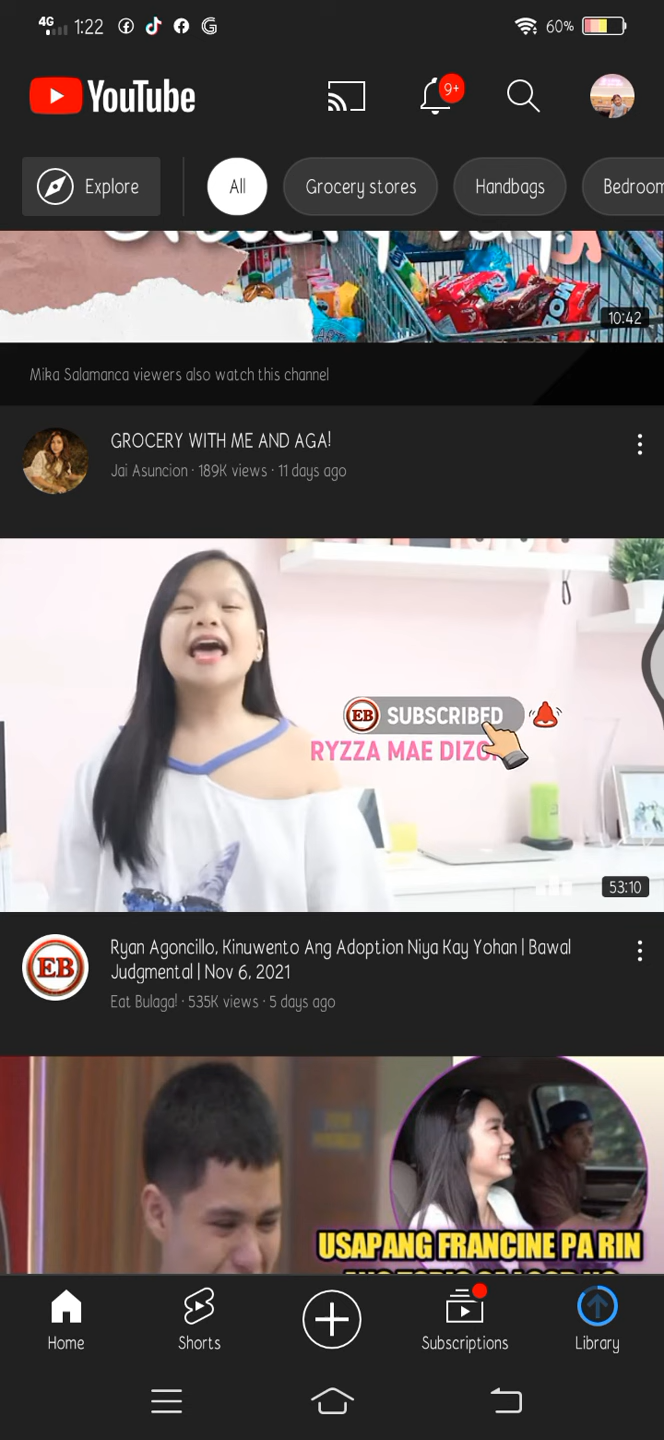 4G 1:22 60%
YouTube 9+
Explore All Grocery stores Handbags Bedroom
10:42
Mika Salamanca viewers also watch this channel
GROCERY WITH ME AND AGA!
Jai Asuncion · 189K views · 11 days ago
EB SUBSCRIBED
RYZZA MAE DIZO
53:10
EB
Ryan Agoncillo, Kinuwento Ang Adoption Niya Kay Yohan | Bawal
Judgmental | Nov 6, 2021
Eat Bulaga! · 535K views · 5 days ago
USAPANG FRANCINE PA RIN
Home Shorts Subscriptions Library